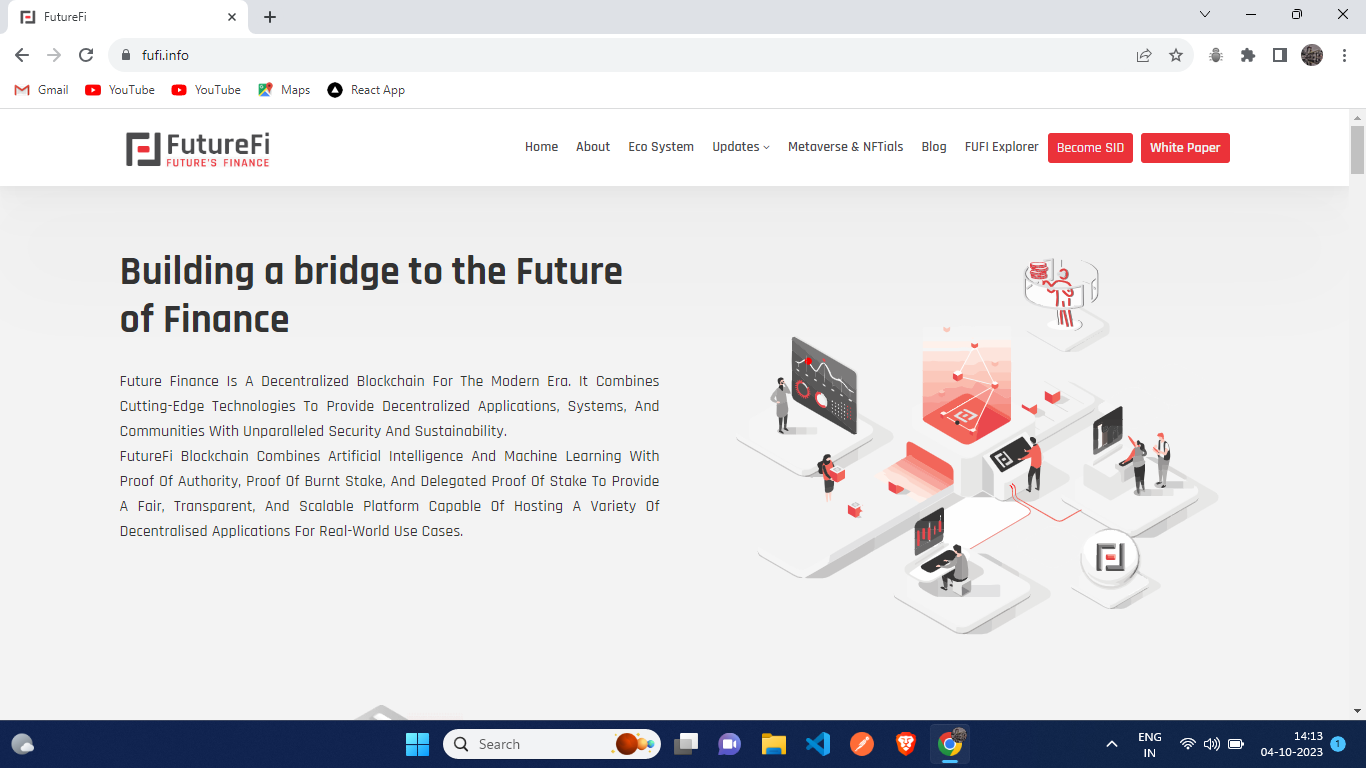 FutureFi
fufi.info
Gmail YouTube YouTube Maps React App
FutureFi
FUTURE'S FINANCE
Home About Eco System Updates Metaverse & NFTials Blog FUFI Explorer Become SID White Paper
Building a bridge to the Future
of Finance
Future Finance Is A Decentralized Blockchain For The Modern Era. It Combines
Cutting-Edge Technologies To Provide Decentralized Applications, Systems, And
Communities With Unparalleled Security And Sustainability.
FutureFi Blockchain Combines Artificial Intelligence And Machine Learning With
Proof Of Authority, Proof Of Burnt Stake, And Delegated Proof Of Stake To Provide
A Fair, Transparent, And Scalable Platform Capable Of Hosting A Variety Of
Decentralised Applications For Real-World Use Cases.
Search
ENG
IN
14:13
04-10-2023
1